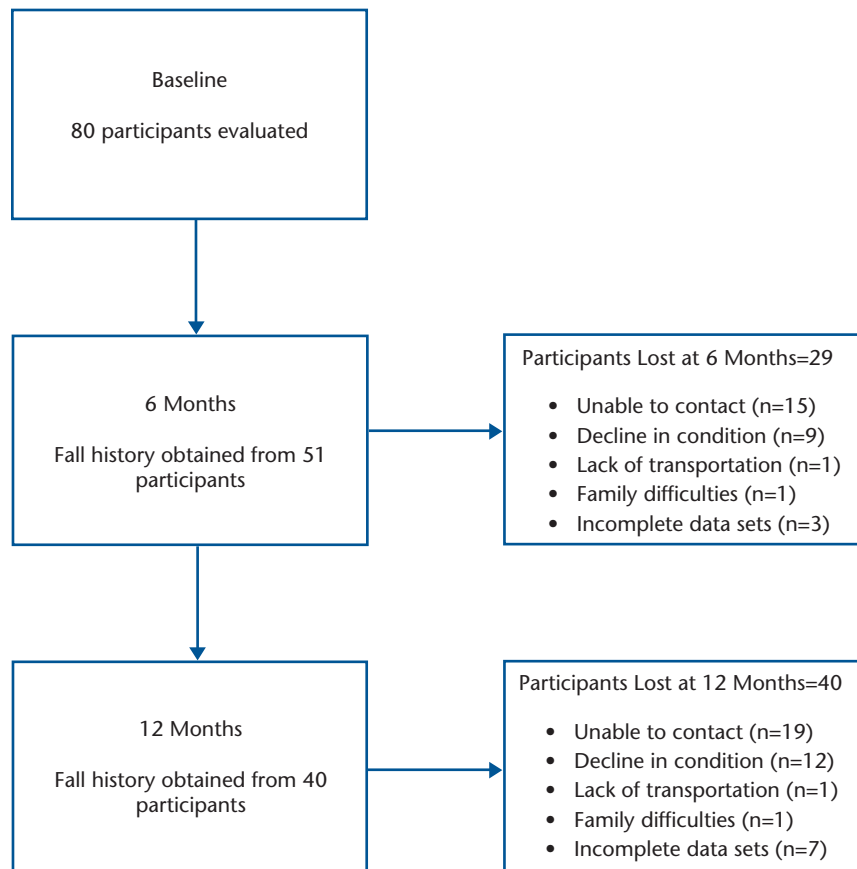 Baseline
80 participants evaluated
6 Months
Fall history obtained from 51
participants
Participants Lost at 6 Months=29
• Unable to contact (n=15)
• Decline in condition (n=9)
• Lack of transportation (n=1)
• Family difficulties (n=1)
• Incomplete data sets (n=3)
12 Months
Fall history obtained from 40
participants
Participants Lost at 12 Months=40
• Unable to contact (n=19)
• Decline in condition (n=12)
• Lack of transportation (n=1)
• Family difficulties (n=1)
• Incomplete data sets (n=7)